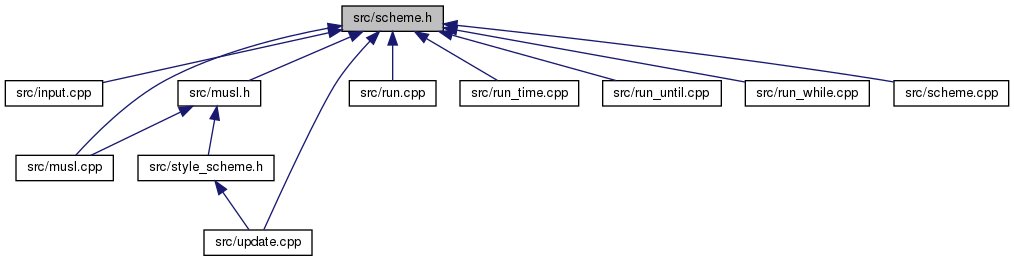 src/scheme.h
src/input.cpp
src/musl.h
src/run.cpp
src/run_time.cpp
src/run_until.cpp
src/run_while.cpp
src/scheme.cpp
src/musl.cpp
src/style_scheme.h
src/update.cpp